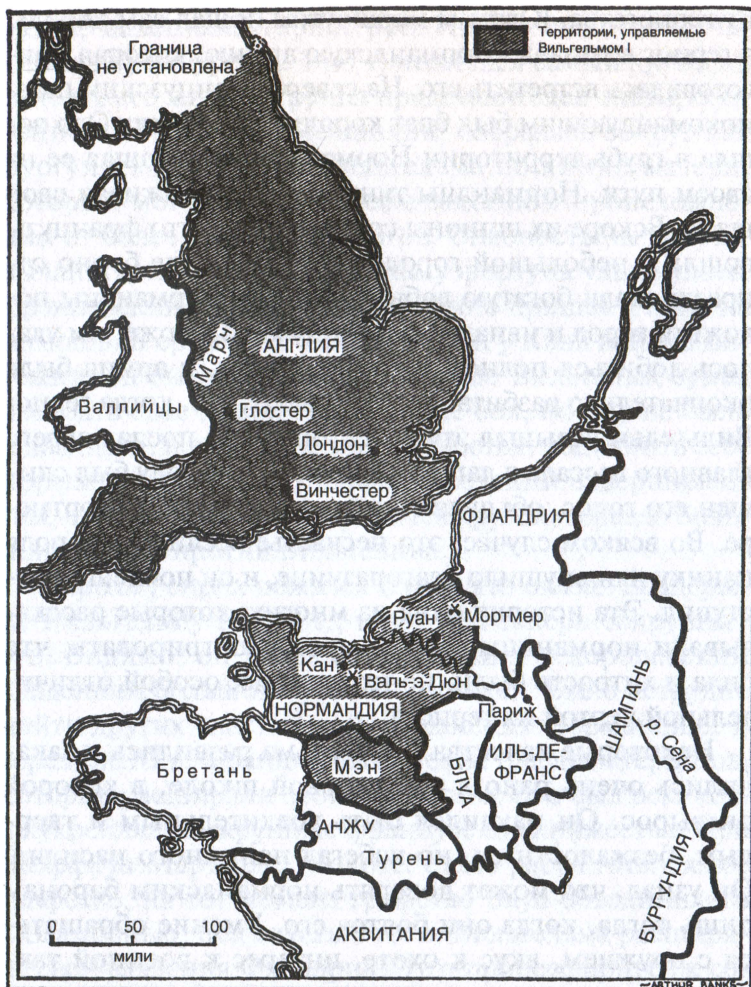 Граница
не установлена
Территории, управляемые
Вильгельмом I
Марч
АНГЛИЯ
Валлийцы
Глостер
Лондон
Винчестер
ФЛАНДРИЯ
Руан
Мортмер
Кан
Валь-э-Дюн
НОРМАНДИЯ
Париж
ШАМПАНЬ
р. Сена
ИЛЬ-ДЕ-
ФРАНС
Бретань
Мэн
БЛУА
АНЖУ
Турень
БУРГУНДИЯ
АКВИТАНИЯ
0 50 100
мили
~ARTHUR BANKS~